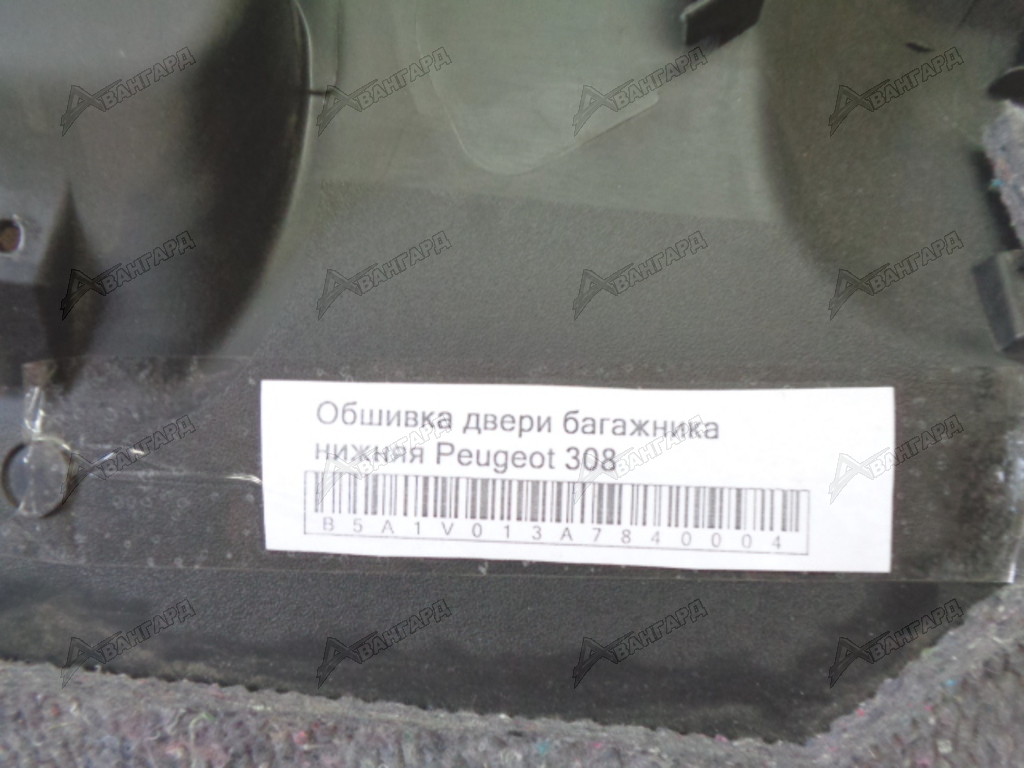 Обшивка двери багажника
нижняя Peugeot 308
B5A1V013A7840004
АВАНГАРД